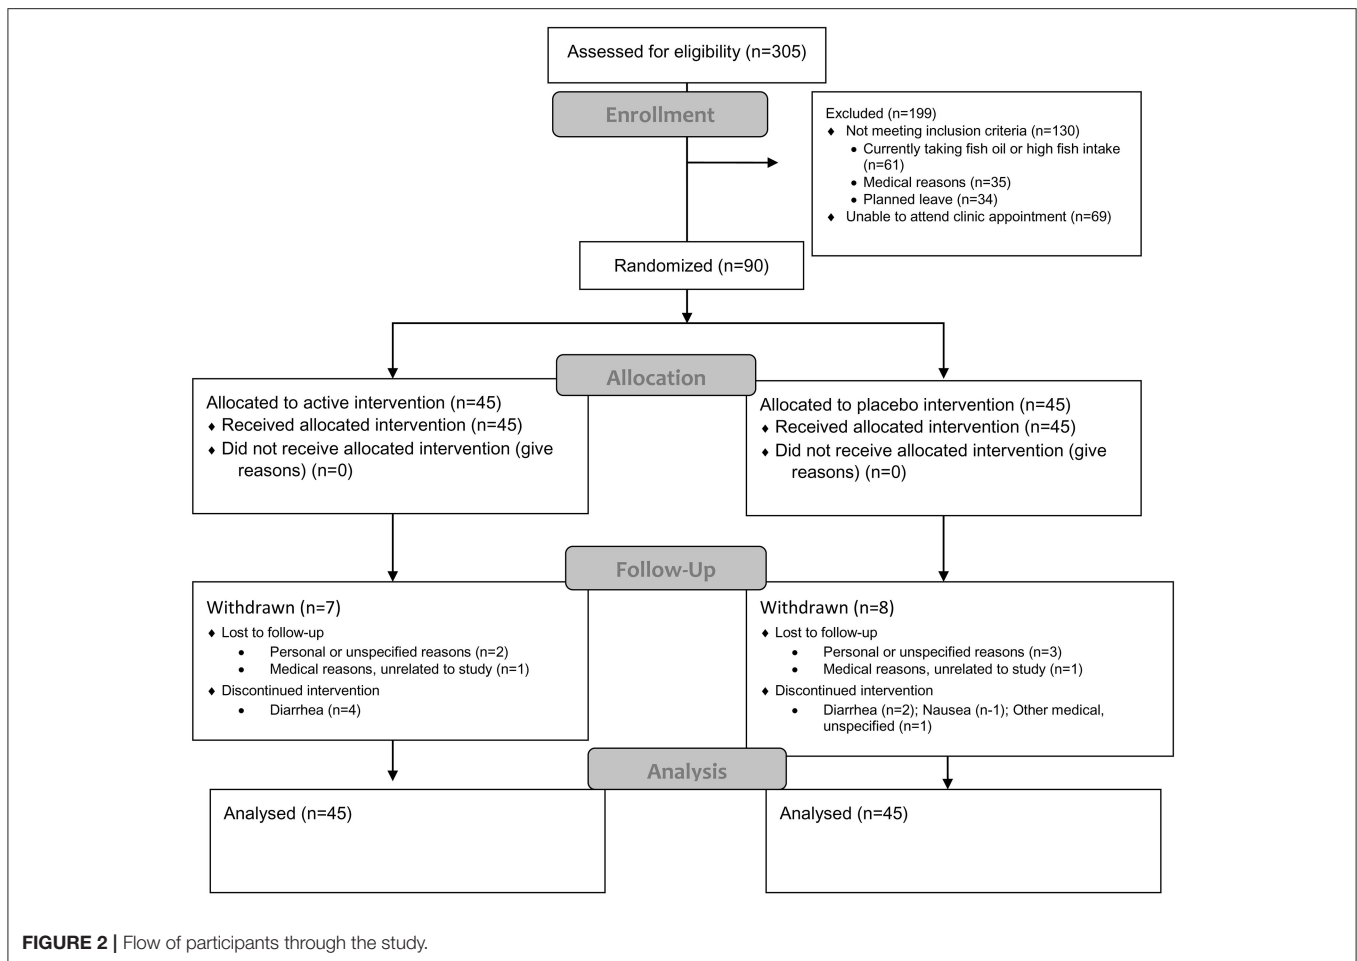 Assessed for eligibility (n=305)
Enrollment
Excluded (n=199)
♦ Not meeting inclusion criteria (n=130)
• Currently taking fish oil or high fish intake
(n=61)
• Medical reasons (n=35)
• Planned leave (n=34)
♦ Unable to attend clinic appointment (n=69)
Randomized (n=90)
Allocation
Allocated to active intervention (n=45)
♦ Received allocated intervention (n=45)
♦ Did not receive allocated intervention (give
reasons) (n=0)
Allocated to placebo intervention (n=45)
♦ Received allocated intervention (n=45)
♦ Did not receive allocated intervention (give
reasons) (n=0)
Follow-Up
Withdrawn (n=7)
♦ Lost to follow-up
• Personal or unspecified reasons (n=2)
• Medical reasons, unrelated to study (n=1)
♦ Discontinued intervention
• Diarrhea (n=4)
Withdrawn (n=8)
♦ Lost to follow-up
• Personal or unspecified reasons (n=3)
• Medical reasons, unrelated to study (n=1)
♦ Discontinued intervention
• Diarrhea (n=2); Nausea (n-1); Other medical,
unspecified (n=1)
Analysis
Analysed (n=45)
Analysed (n=45)
FIGURE 2 | Flow of participants through the study.